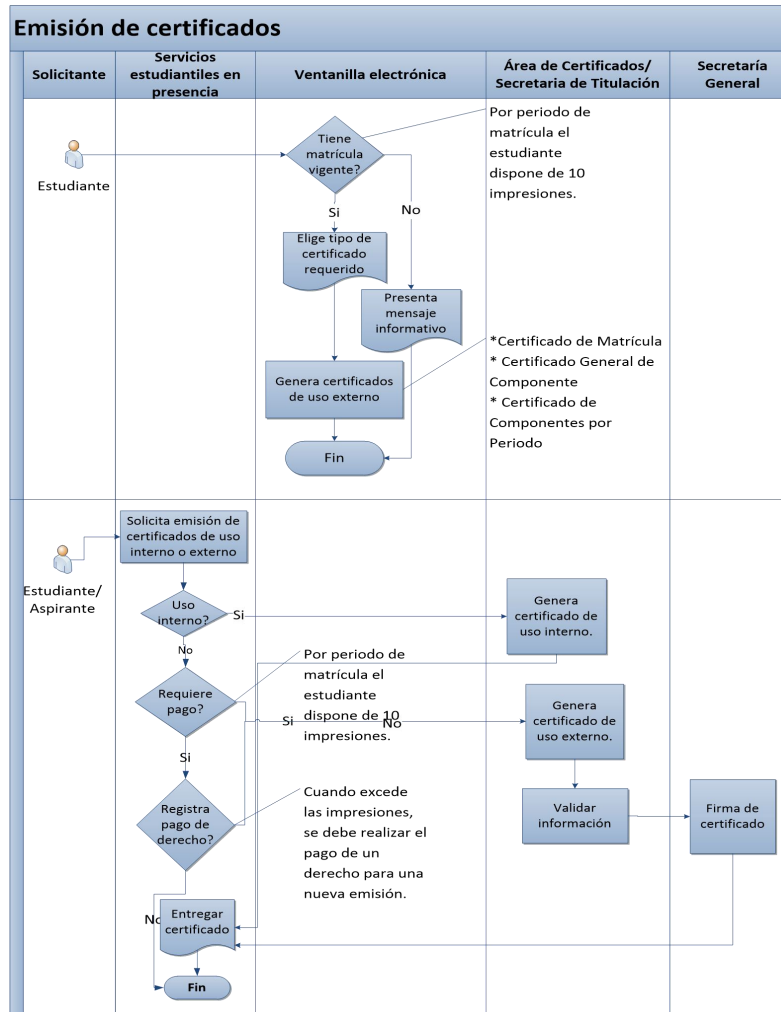 Emisión de certificados
Solicitante
Servicios
estudiantiles en
presencia
Ventanilla electrónica
Área de Certificados/
Secretaria de Titulación
Secretaría
General
Estudiante
Tiene
matrícula
vigente?
Por periodo de
matrícula el
estudiante
dispone de 10
impresiones.
Si
No
Elige tipo de
certificado
requerido
Presenta
mensaje
informativo
Genera certificados
de uso externo
*Certificado de Matrícula
* Certificado General de
Componente
* Certificado de
Componentes por
Periodo
Fin
Estudiante/
Aspirante
Solicita emisión de
certificados de uso
interno o externo
Uso
interno?
Si
Genera
certificado de
uso interno.
No
Requiere
pago?
Por periodo de
matrícula el
estudiante
dispone de 10
impresiones.
Si
No
Genera
certificado de
uso externo.
Si
Registra
pago de
derecho?
Cuando excede
las impresiones,
se debe realizar el
pago de un
derecho para una
nueva emisión.
Validar
información
Firma de
certificado
No
Entregar
certificado
Fin